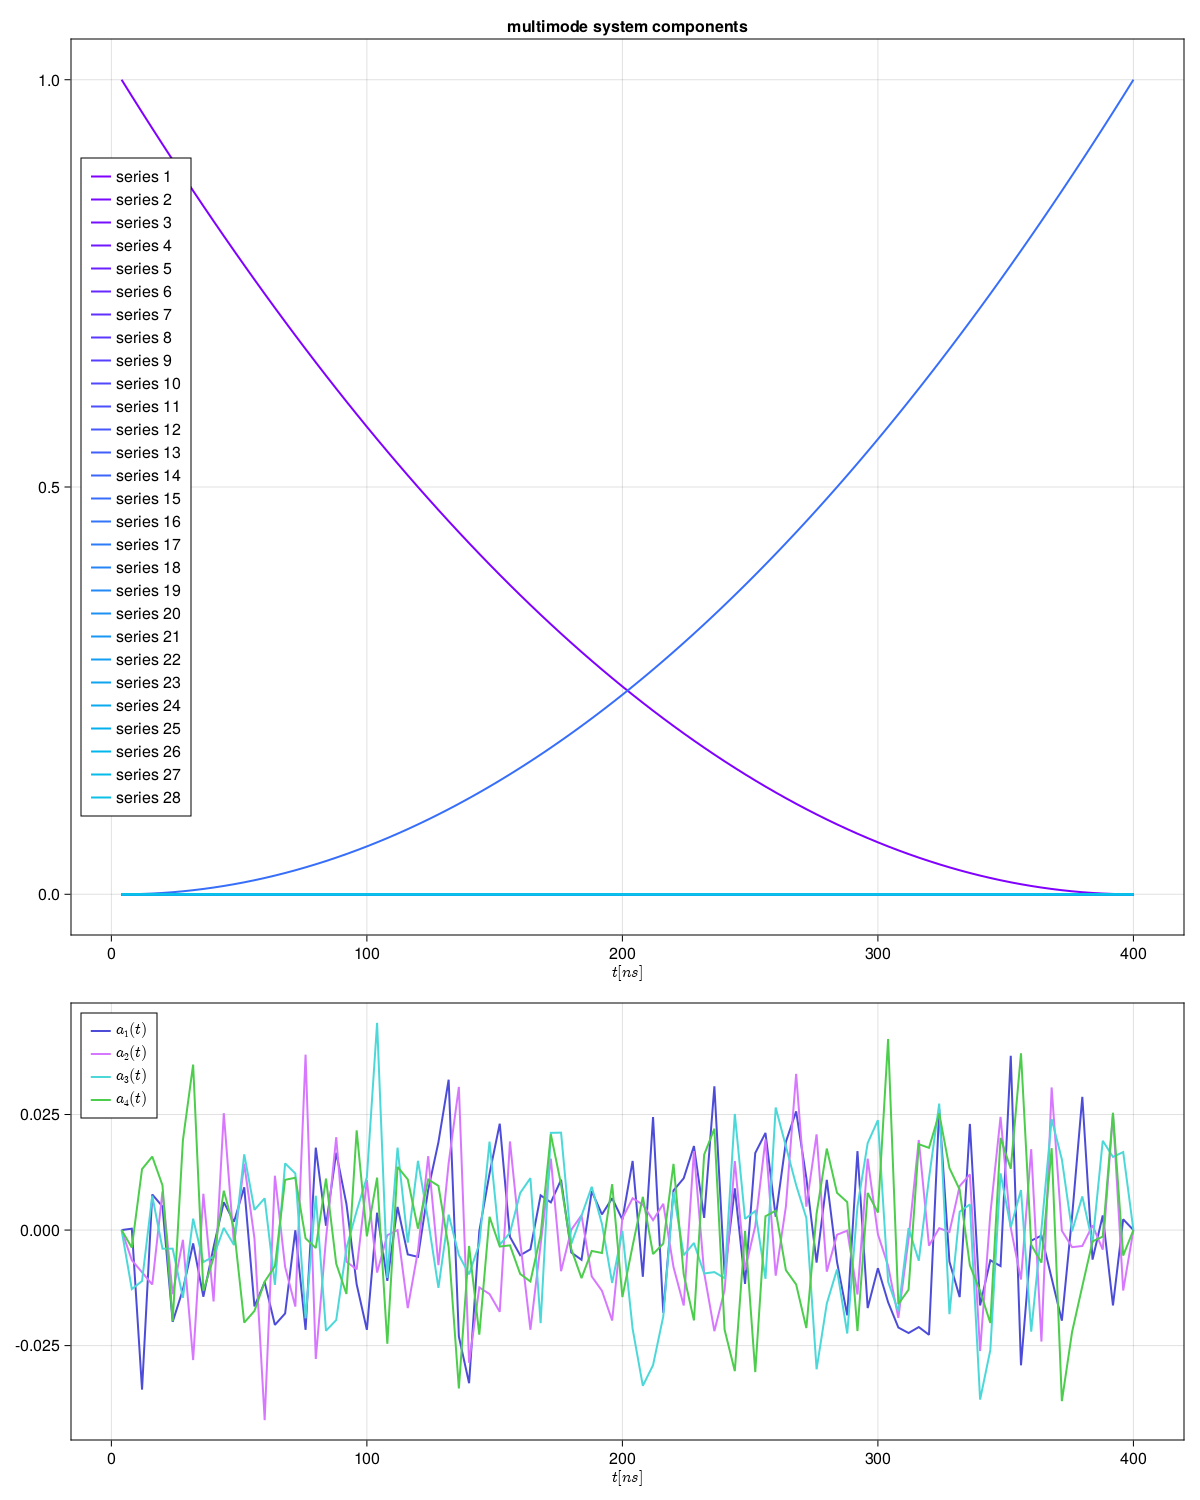 multimode system components
1.0
0.5
0.0
series 1
series 2
series 3
series 4
series 5
series 6
series 7
series 8
series 9
series 10
series 11
series 12
series 13
series 14
series 15
series 16
series 17
series 18
series 19
series 20
series 21
series 22
series 23
series 24
series 25
series 26
series 27
series 28
0 100 200 300 400
t[ns]
a₁(t)
a₂(t)
a₃(t)
a₄(t)
0.025
0.000
-0.025
0 100 200 300 400
t[ns]